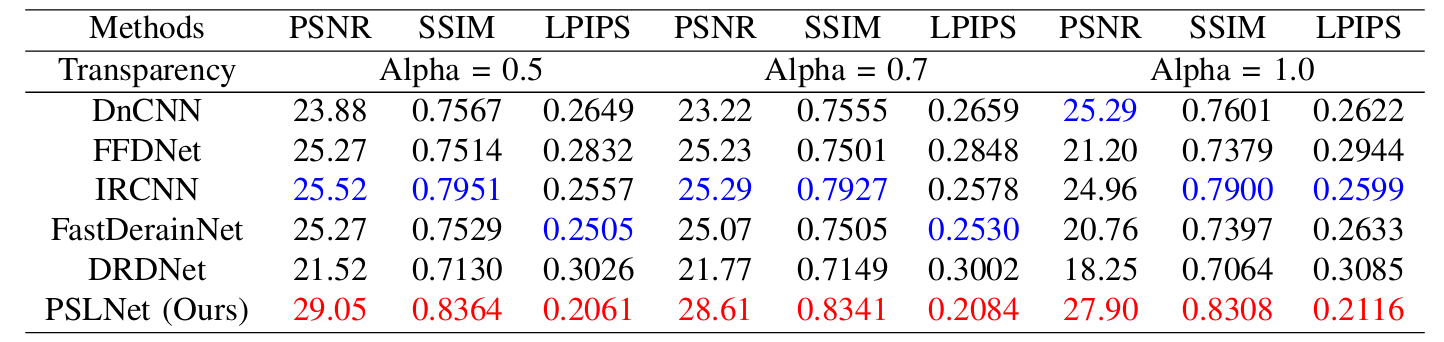 Methods PSNR SSIM LPIPS PSNR SSIM LPIPS PSNR SSIM LPIPS
Transparency Alpha = 0.5 Alpha = 0.7 Alpha = 1.0
DnCNN 23.88 0.7567 0.2649 23.22 0.7555 0.2659 25.29 0.7601 0.2622
FFDNet 25.27 0.7514 0.2832 25.23 0.7501 0.2848 21.20 0.7379 0.2944
IRCNN 25.52 0.7951 0.2557 25.29 0.7927 0.2578 24.96 0.7900 0.2599
FastDerainNet 25.27 0.7529 0.2505 25.07 0.7505 0.2530 20.76 0.7397 0.2633
DRDNet 21.52 0.7130 0.3026 21.77 0.7149 0.3002 18.25 0.7064 0.3085
PSLNet (Ours) 29.05 0.8364 0.2061 28.61 0.8341 0.2084 27.90 0.8308 0.2116